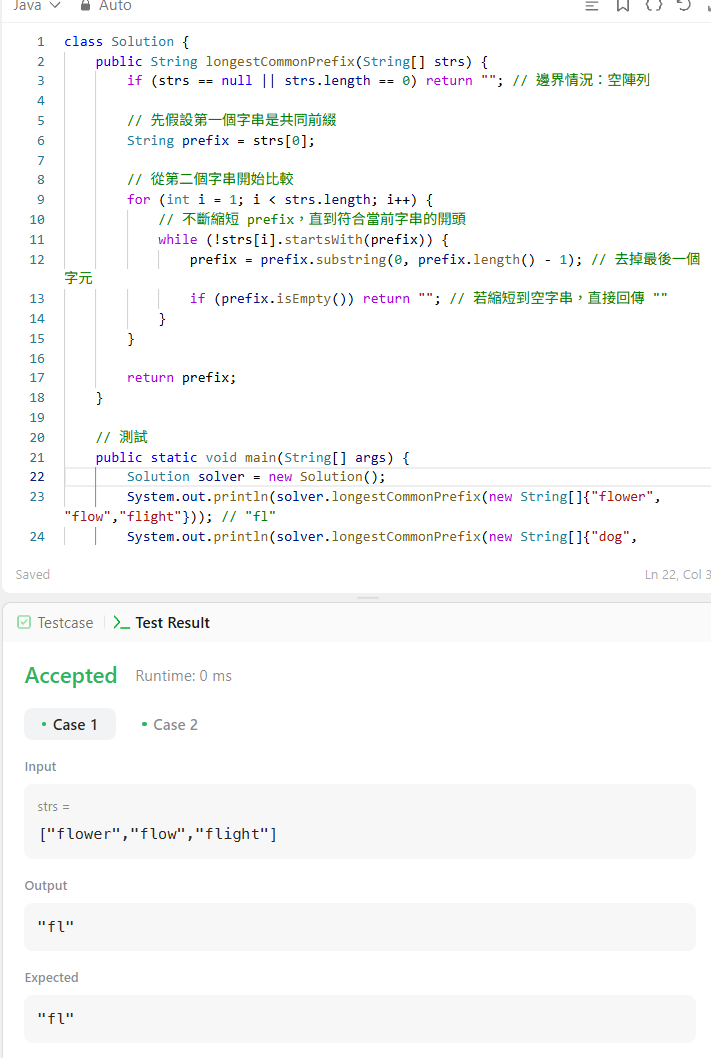 Java Auto
1 class Solution {
2 public String longestCommonPrefix(String[] strs) {
3 if (strs == null || strs.length == 0) return ""; // 邊界情況：空陣列
4
5 // 先假設第一個字串是共同前綴
6 String prefix = strs[0];
7
8 // 從第二個字串開始比較
9 for (int i = 1; i < strs.length; i++) {
10 // 不斷縮短 prefix，直到符合當前字串的開頭
11 while (!strs[i].startsWith(prefix)) {
12 prefix = prefix.substring(0, prefix.length() - 1); // 去掉最後一個
字元
13 if (prefix.isEmpty()) return ""; // 若縮短到空字串，直接回傳 ""
14 }
15 }
16
17 return prefix;
18 }
19
20 // 測試
21 public static void main(String[] args) {
22 Solution solver = new Solution();
23 System.out.println(solver.longestCommonPrefix(new String[]{"flower",
"flow","flight"})); // "fl"
24 System.out.println(solver.longestCommonPrefix(new String[]{"dog",
Saved Ln 22, Col 3
Testcase Test Result
Accepted Runtime: 0 ms
Case 1 Case 2
Input
strs =
["flower","flow","flight"]
Output
"fl"
Expected
"fl"